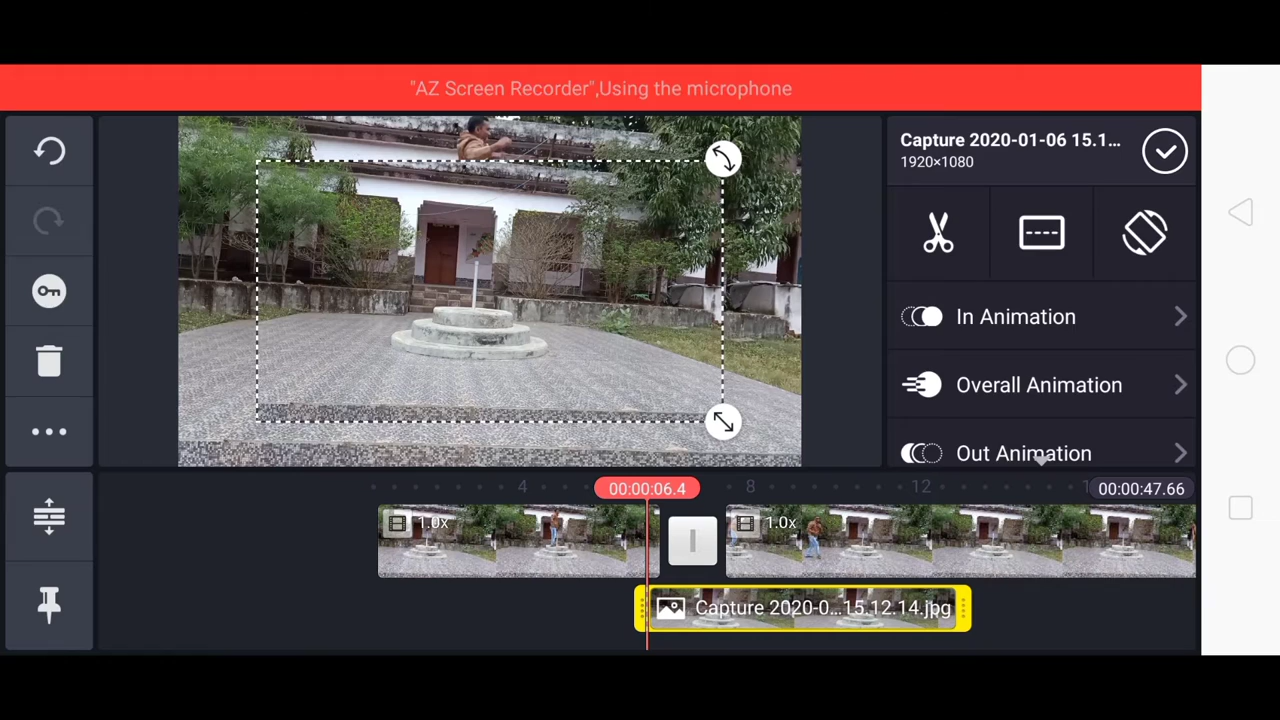 "AZ Screen Recorder",Using the microphone
Capture 2020-01-06 15.1...
1920×1080
In Animation
Overall Animation
Out Animation
4
00:00:06.4
8
12
00:00:47.66
1.0x
1.0x
Capture 2020-0...15.12.14.jpg